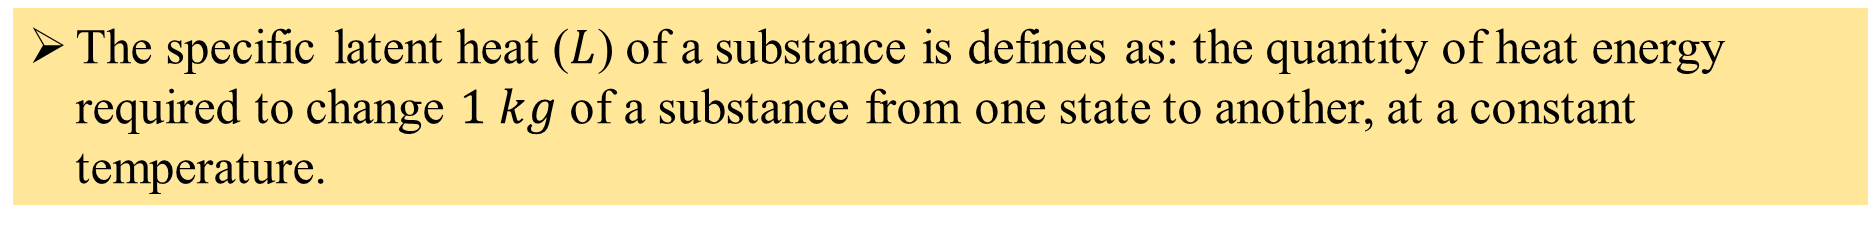 ➢ The specific latent heat (L) of a substance is defines as: the quantity of heat energy
required to change 1 kg of a substance from one state to another, at a constant
temperature.